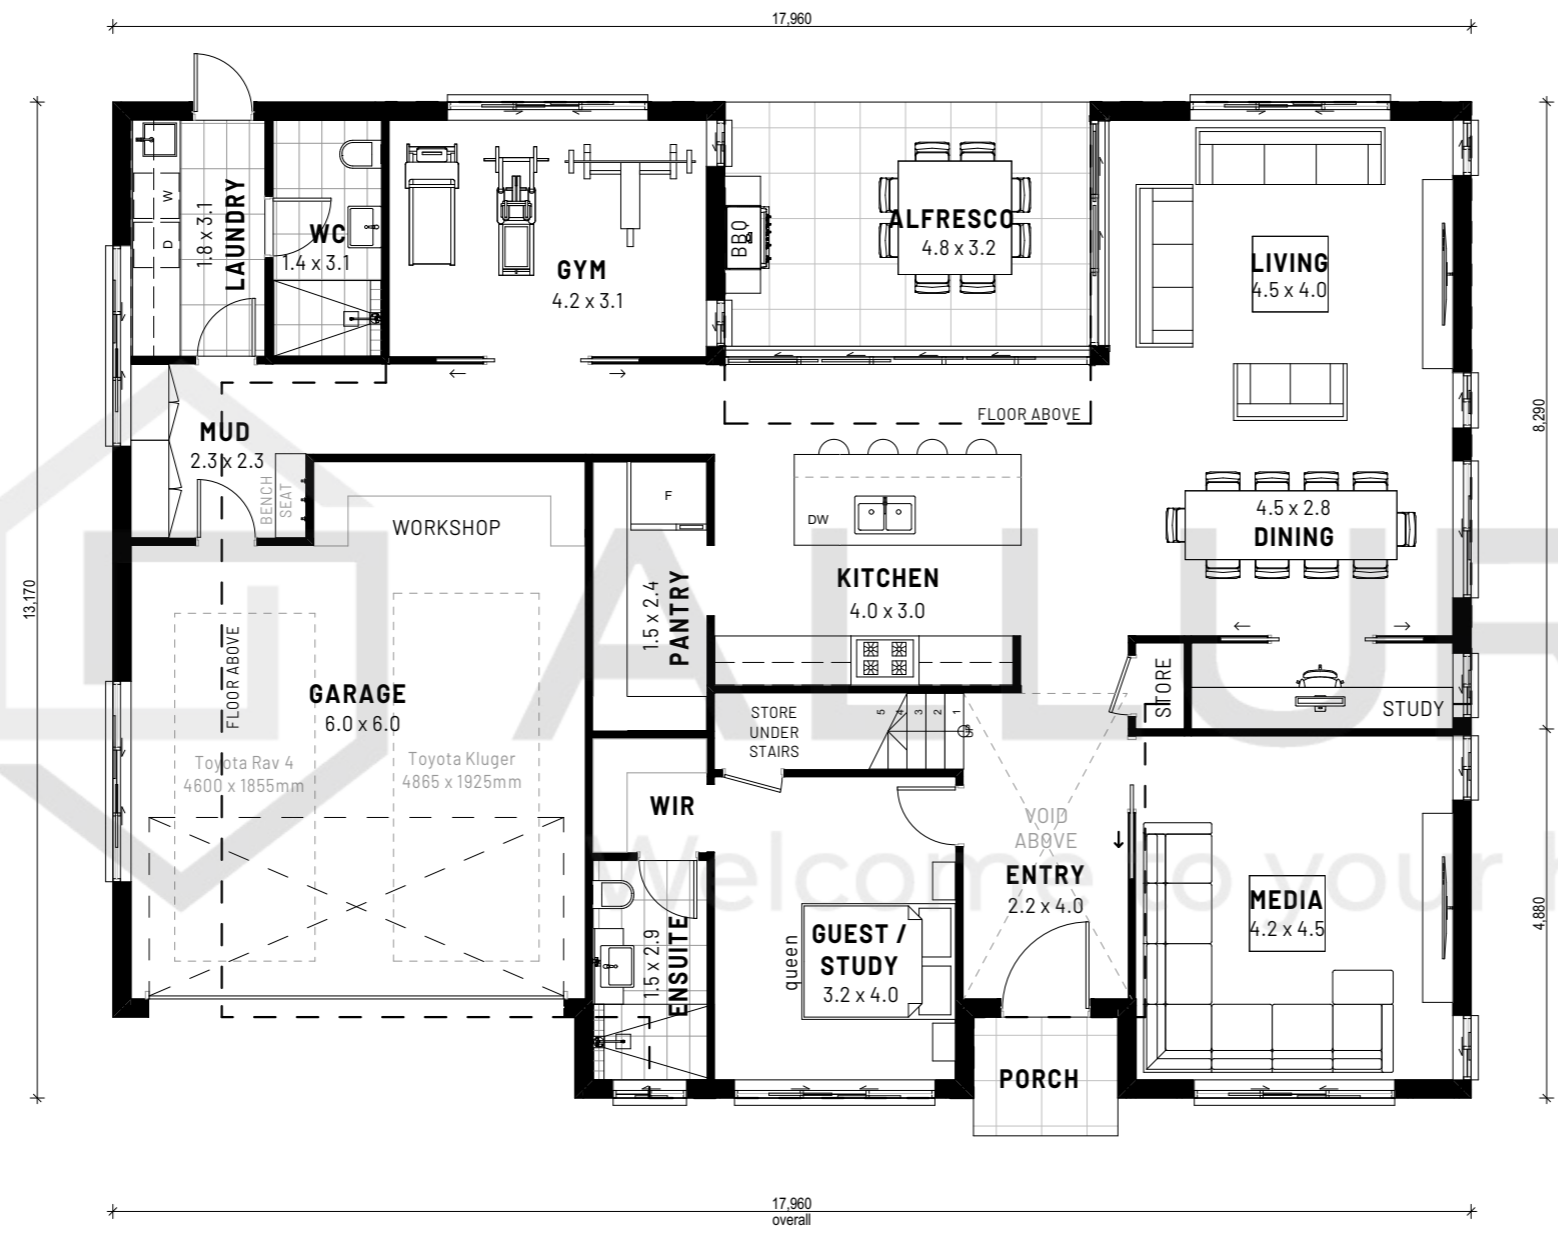 17,960
LAUNDRY
1.8 x 3.1
W
D
WC
1.4 x 3.1
GYM
4.2 x 3.1
BBQ
ALFRESCO
4.8 x 3.2
LIVING
4.5 x 4.0
FLOOR ABOVE
8,290
13,170
MUD
2.3 x 2.3
BENCH
SEAT
WORKSHOP
F
DW
4.5 x 2.8
DINING
KITCHEN
4.0 x 3.0
1.5 x 2.4
PANTRY
FLOOR ABOVE
GARAGE
6.0 x 6.0
Toyota Rav 4
4600 x 1855mm
Toyota Kluger
4865 x 1925mm
STORE
UNDER
STAIRS
5
4
3
2
1
STORE
STUDY
ALLUR
WIR
VOID
ABOVE
Welcome to your h
ENTRY
2.2 x 4.0
MEDIA
4.2 x 4.5
4,880
1.5 x 2.9
ENSUITE
queen
GUEST /
STUDY
3.2 x 4.0
PORCH
17,960
overall